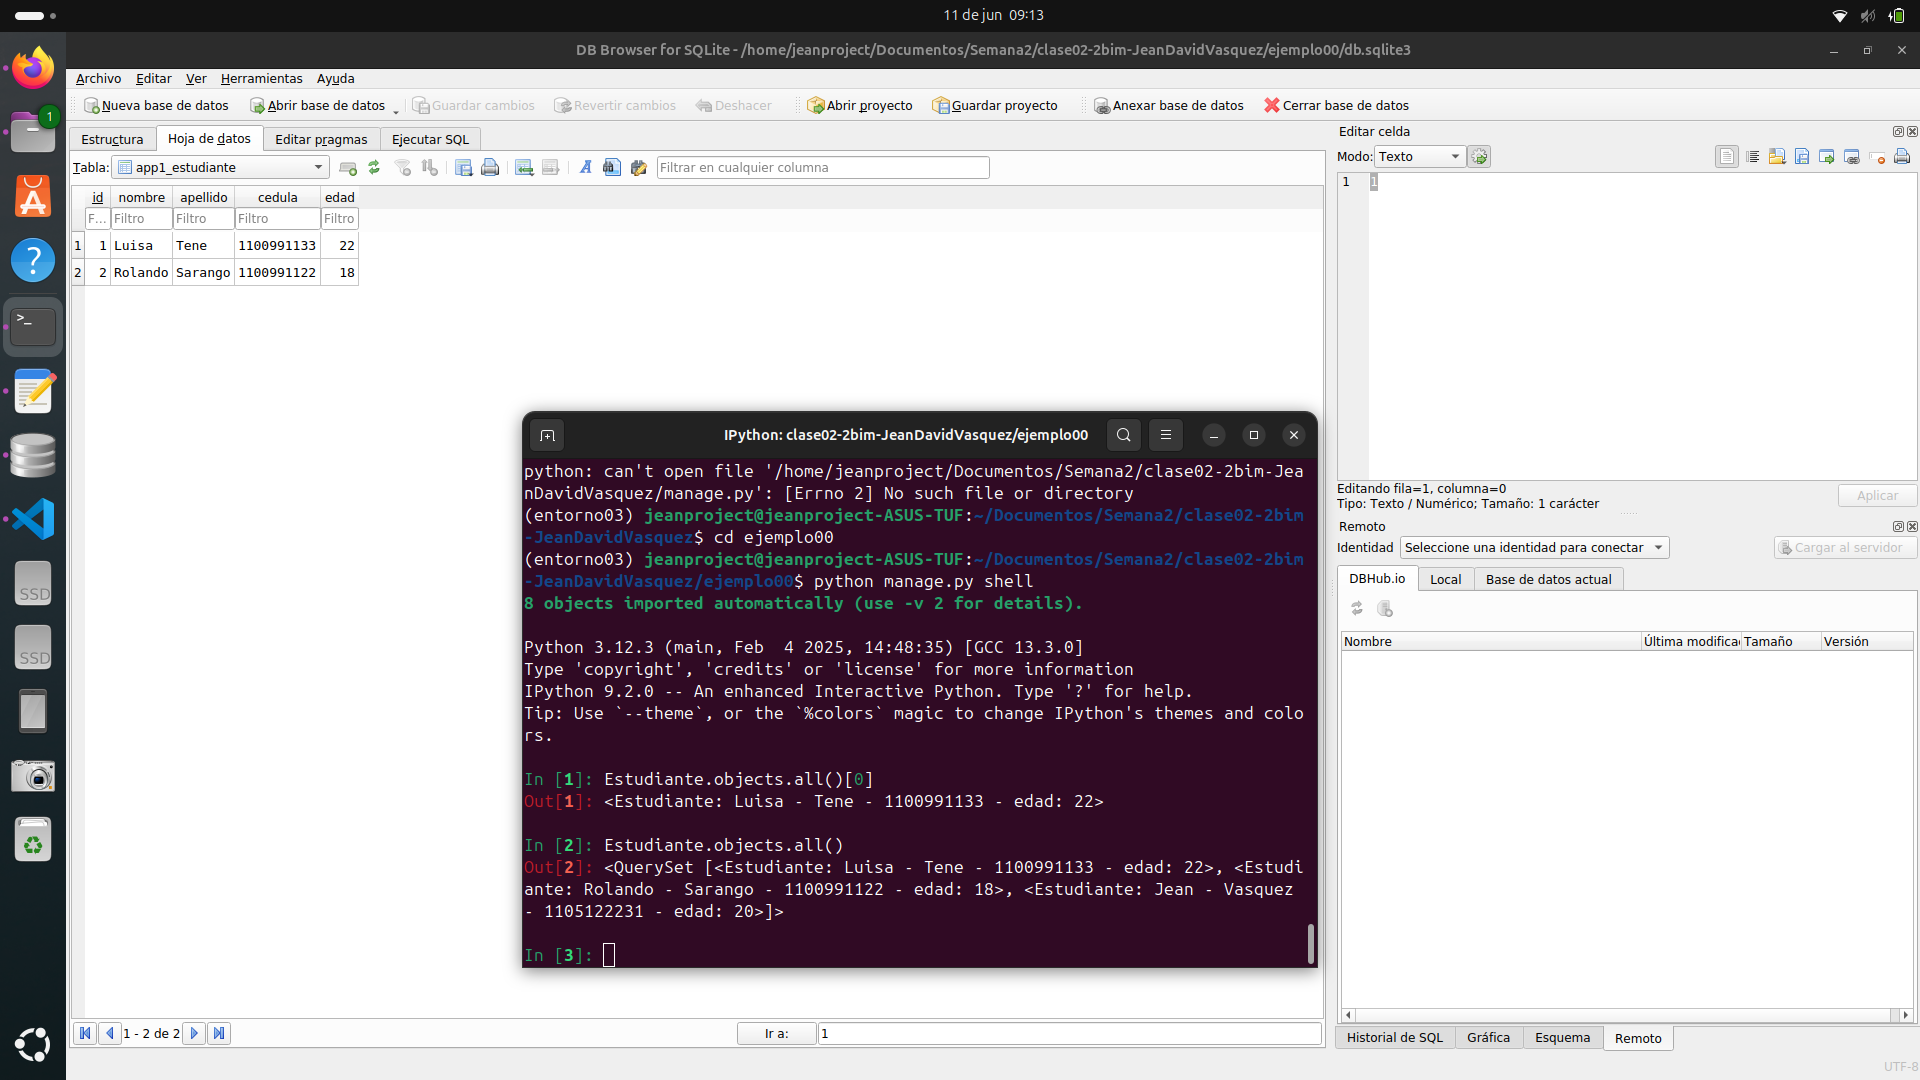 11 de jun 09:13
DB Browser for SQLite - /home/jeanproject/Documentos/Semana2/clase02-2bim-JeanDavidVasquez/ejemplo00/db.sqlite3
Archivo Editar Ver Herramientas Ayuda
Nueva base de datos Abrir base de datos Guardar cambios Revertir cambios Deshacer Abrir proyecto Guardar proyecto Anexar base de datos Cerrar base de datos
1
Estructura Hoja de datos Editar pragmas Ejecutar SQL
Tabla: app1_estudiante Filtrar en cualquier columna
id nombre apellido cedula edad
F... Filtro Filtro Filtro Filtro
1 1 Luisa Tene 1100991133 22
2 2 Rolando Sarango 1100991122 18
>_
?
SSD
SSD
IPython: clase02-2bim-JeanDavidVasquez/ejemplo00
python: can't open file '/home/jeanproject/Documentos/Semana2/clase02-2bim-Jea
nDavidVasquez/manage.py': [Errno 2] No such file or directory
(entorno03) jeanproject@jeanproject-ASUS-TUF:~/Documentos/Semana2/clase02-2bim
-JeanDavidVasquez$ cd ejemplo00
(entorno03) jeanproject@jeanproject-ASUS-TUF:~/Documentos/Semana2/clase02-2bim
-JeanDavidVasquez/ejemplo00$ python manage.py shell
8 objects imported automatically (use -v 2 for details).
Python 3.12.3 (main, Feb  4 2025, 14:48:35) [GCC 13.3.0]
Type 'copyright', 'credits' or 'license' for more information
IPython 9.2.0 -- An enhanced Interactive Python. Type '?' for help.
Tip: Use `--theme`, or the `%colors` magic to change IPython's themes and colo
rs.
In [1]: Estudiante.objects.all()[0]
Out[1]: <Estudiante: Luisa - Tene - 1100991133 - edad: 22>
In [2]: Estudiante.objects.all()
Out[2]: <QuerySet [<Estudiante: Luisa - Tene - 1100991133 - edad: 22>, <Estudi
ante: Rolando - Sarango - 1100991122 - edad: 18>, <Estudiante: Jean - Vasquez
- 1105122231 - edad: 20>]>
In [3]:
1 - 2 de 2 Ir a: 1
Editar celda
Modo: Texto
1 1
Editando fila=1, columna=0
Tipo: Texto / Numérico; Tamaño: 1 carácter
Aplicar
Remoto
Identidad Seleccione una identidad para conectar Cargar al servidor
DBHub.io Local Base de datos actual
Nombre Última modifica Tamaño Versión
Historial de SQL Gráfica Esquema Remoto
UTF-8